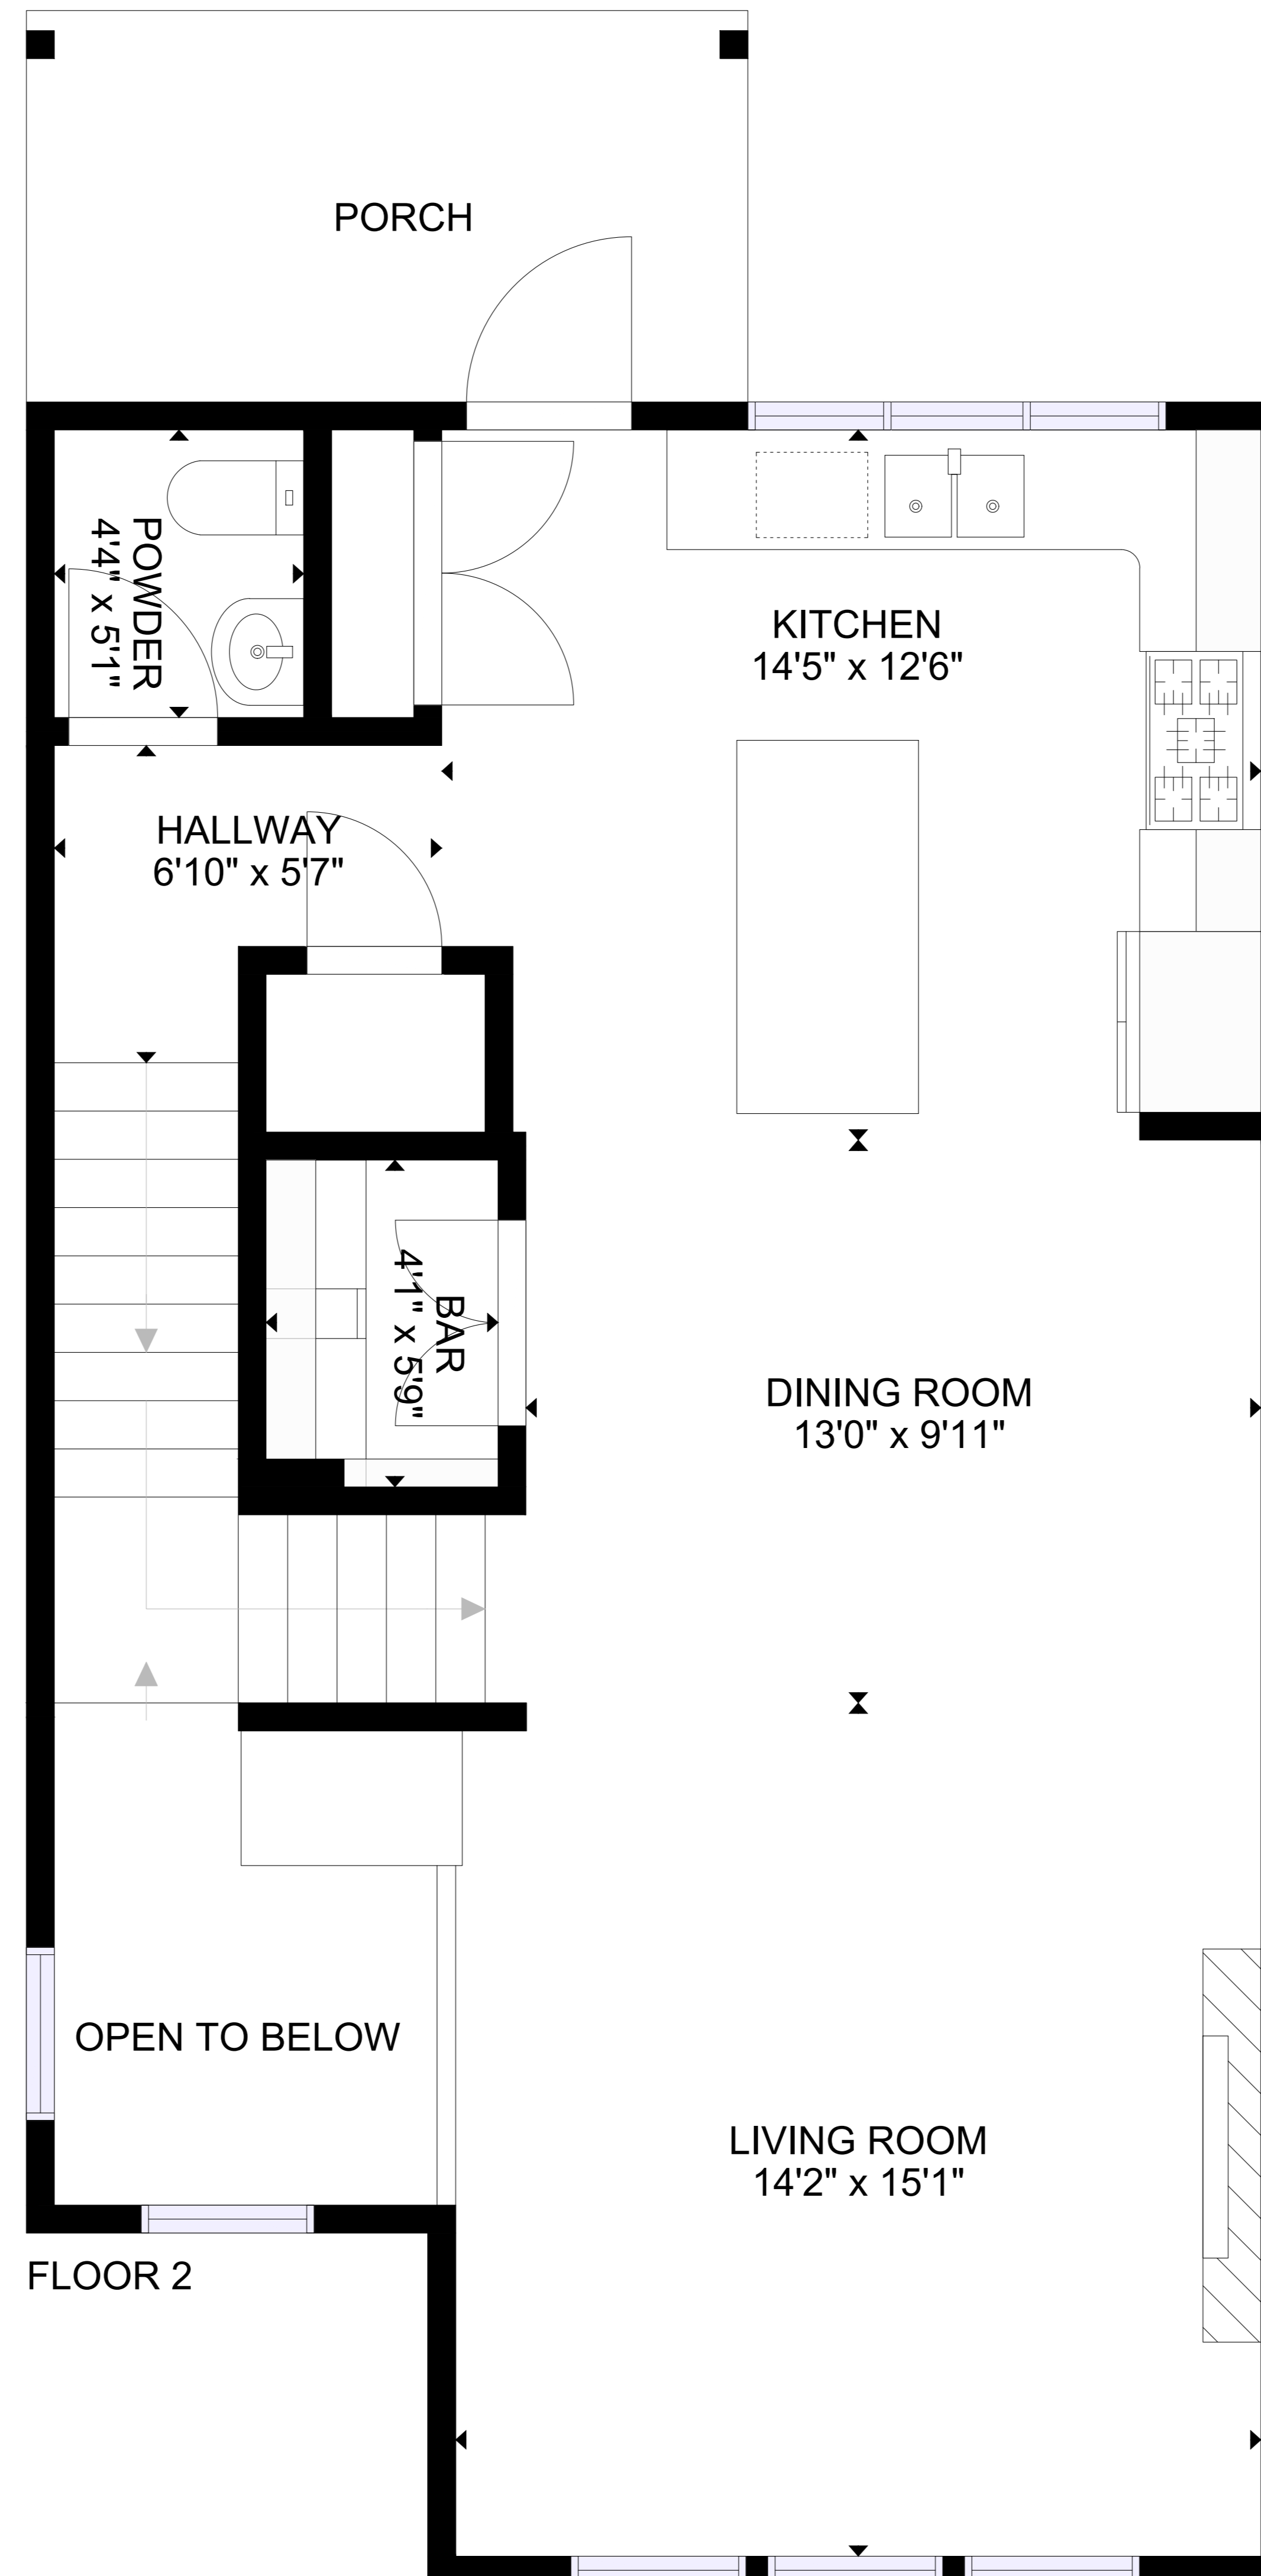 PORCH
POWDER
4'4" x 5'1"
KITCHEN
14'5" x 12'6"
HALLWAY
6'10" x 5'7"
BAR
4'1" x 5'9"
DINING ROOM
13'0" x 9'11"
OPEN TO BELOW
LIVING ROOM
14'2" x 15'1"
FLOOR 2